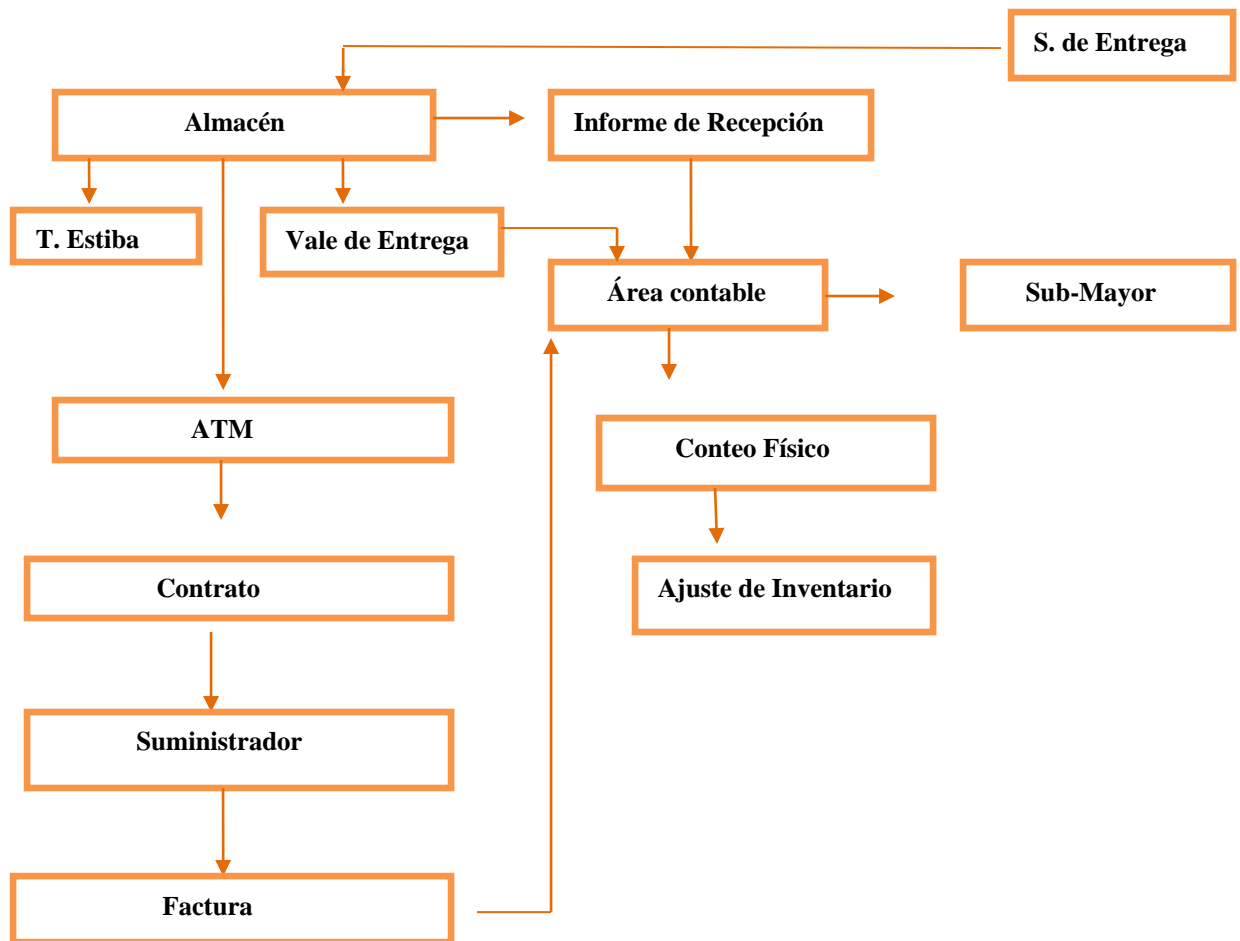 S. de Entrega
Almacén
Informe de Recepción
T. Estiba
Vale de Entrega
Área contable
Sub-Mayor
ATM
Conteo Físico
Contrato
Ajuste de Inventario
Suministrador
Factura